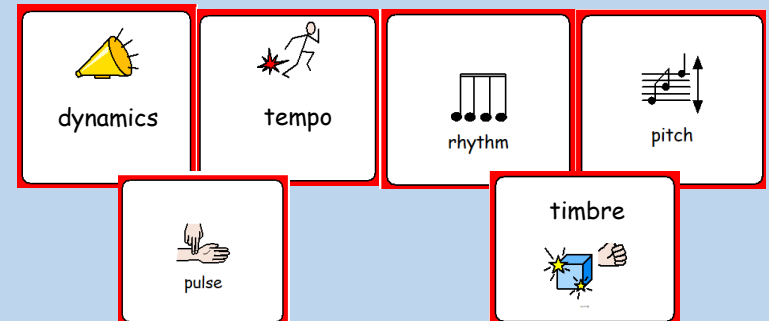 dynamics
tempo
rhythm
pitch
pulse
timbre